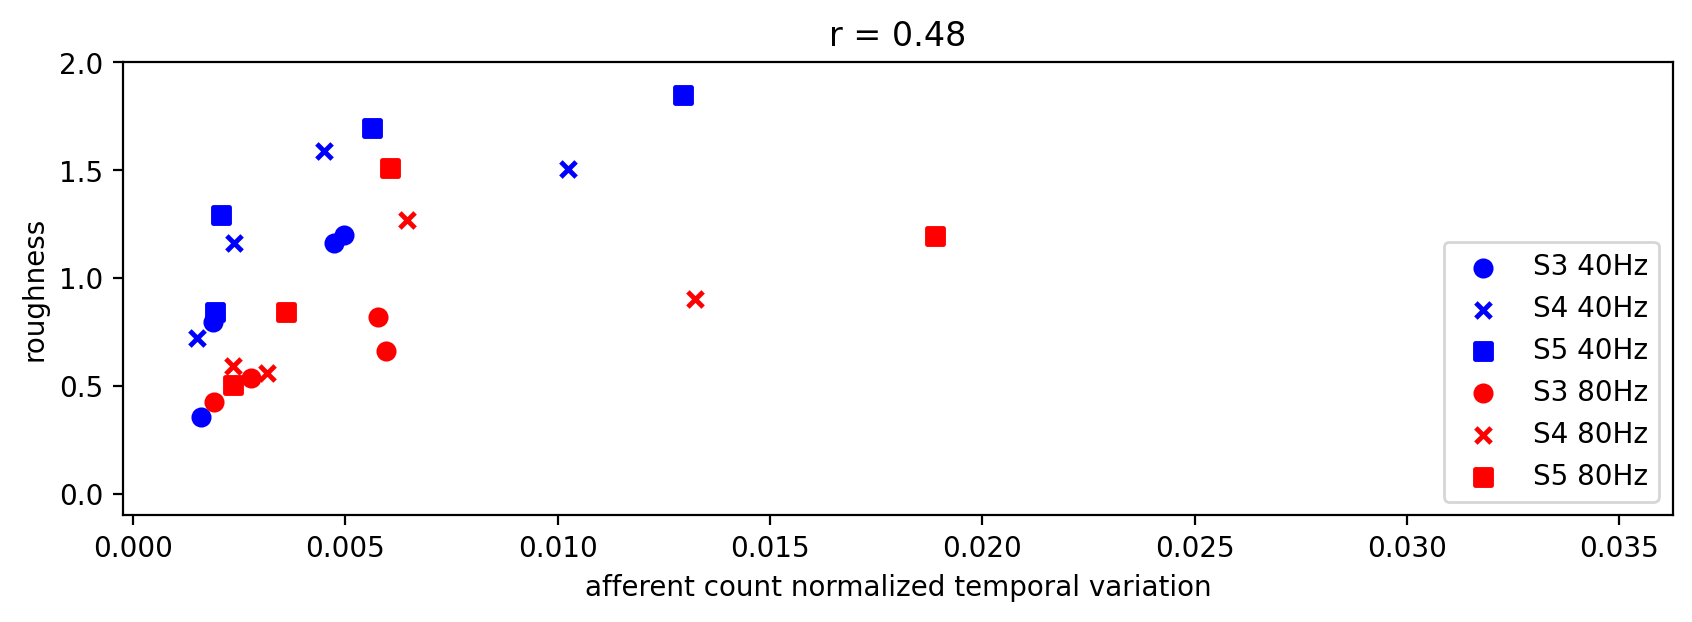 r = 0.48
2.0
1.5
1.0
0.5
0.0
roughness
S3 40Hz
S4 40Hz
S5 40Hz
S3 80Hz
S4 80Hz
S5 80Hz
0.000 0.005 0.010 0.015 0.020 0.025 0.030 0.035
afferent count normalized temporal variation